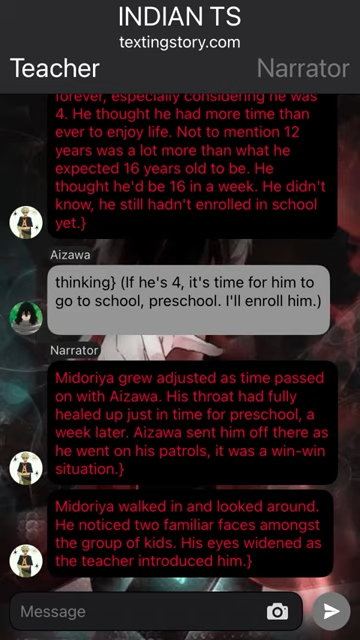 INDIAN TS
textingstory.com
Teacher Narrator
forever, especially considering he was
4. He thought he had more time than
ever to enjoy life. Not to mention 12
years was a lot more than what he
expected 16 years old to be. He
thought he'd be 16 in a week. He didn't
know, he still hadn't enrolled in school
yet.}
Aizawa
thinking} (If he's 4, it's time for him to
go to school, preschool. I'll enroll him.)
Narrator
Midoriya grew adjusted as time passed
on with Aizawa. His throat had fully
healed up just in time for preschool, a
week later. Aizawa sent him off there as
he went on his patrols, it was a win-win
situation.}
Midoriya walked in and looked around.
He noticed two familiar faces amongst
the group of kids. His eyes widened as
the teacher introduced him.}
Message